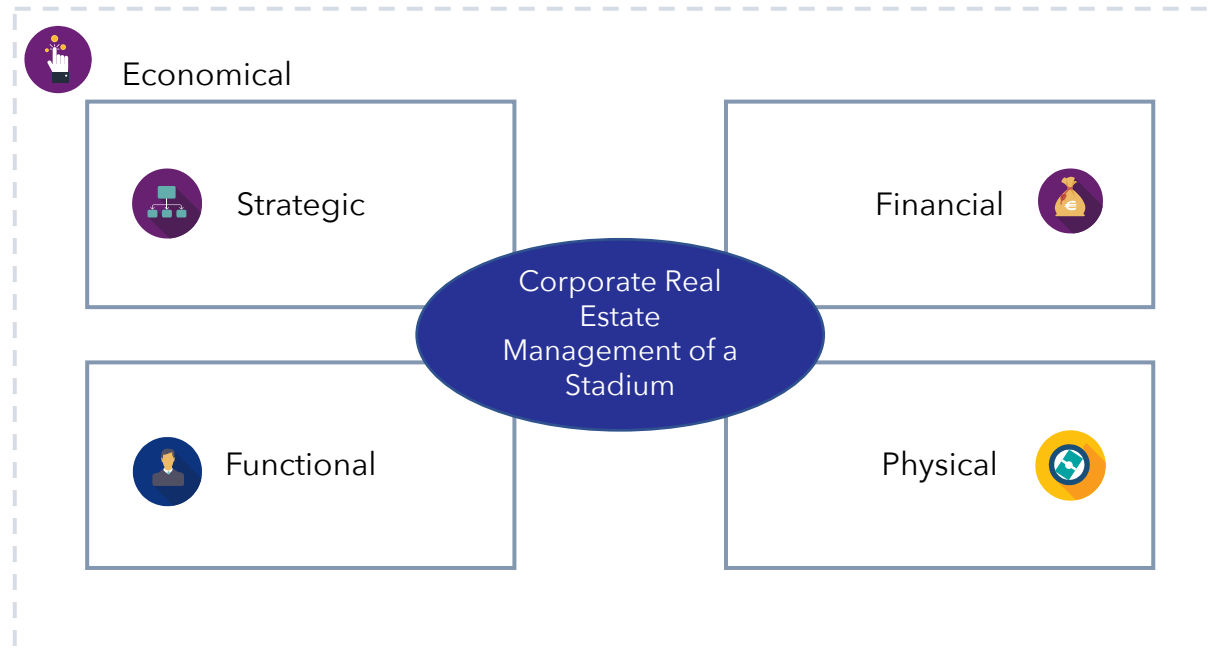 Economical
Strategic
Financial
Corporate Real
Estate
Management of a
Stadium
Functional
Physical